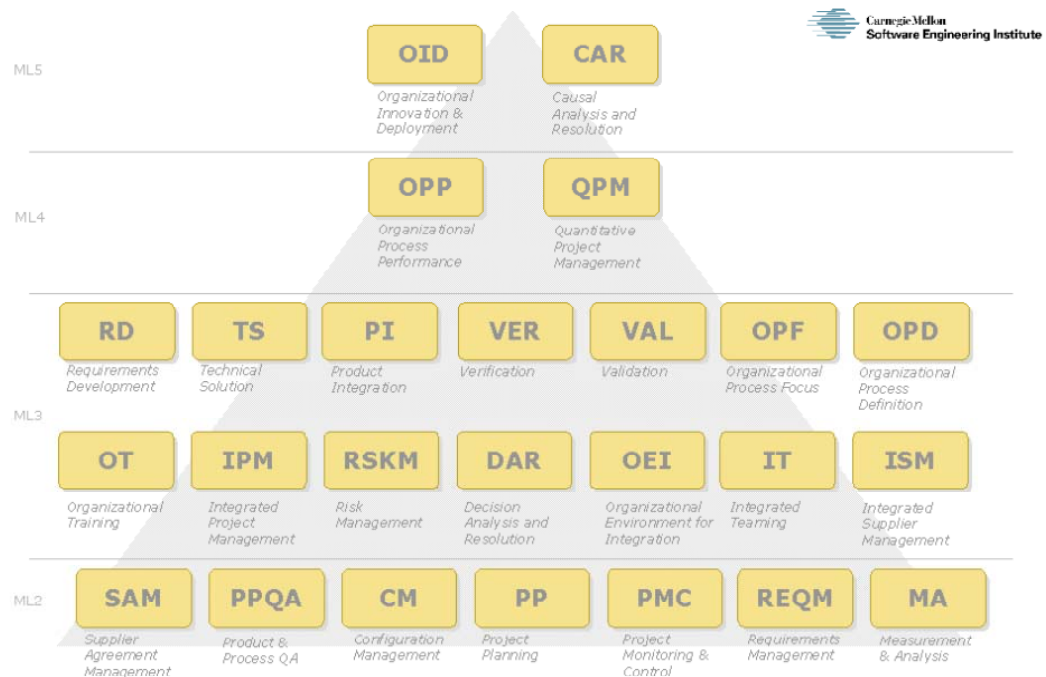 Carnegie Mellon
Software Engineering Institute
ML5
OID
CAR
Organizational
Innovation &
Deployment
Causal
Analysis and
Resolution
ML4
OPP
QPM
Organizational
Process
Performance
Quantitative
Project
Management
ML3
RD
TS
PI
VER
VAL
OPF
OPD
Requirements
Development
Technical
Solution
Product
Integration
Verification
Validation
Organizational
Process Focus
Organizational
Process
Definition
OT
IPM
RSKM
DAR
OEI
IT
ISM
Organizational
Training
Integrated
Project
Management
Risk
Management
Decision
Analysis and
Resolution
Organizational
Environment for
Integration
Integrated
Teaming
Integrated
Supplier
Management
ML2
SAM
PPQA
CM
PP
PMC
REQM
MA
Supplier
Agreement
Management
Product &
Process QA
Configuration
Management
Project
Planning
Project
Monitoring &
Control
Requirements
Management
Measurement
& Analysis